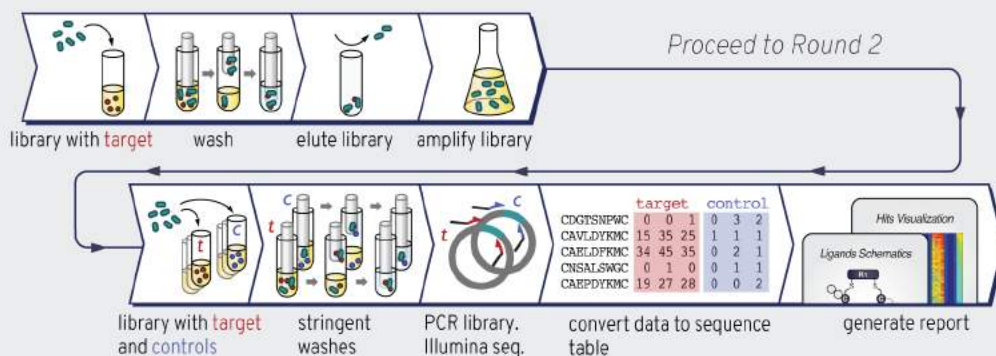 Proceed to Round 2
library with target
wash
elute library
amplify library
t
c
c
t
c
t
target control
CDGTSNPWC 0 0 1 0 3 2
CAVLDYKMC 15 35 25 1 1 1
CAELDFKMC 34 45 35 0 2 1
CNSALSWGC 0 1 0 0 1 1
CAEPDYKMC 19 27 28 0 0 2
Hits Visualization
Ligands Schematics
R1
library with target
and controls
stringent
washes
PCR library.
Illumina seq.
convert data to sequence
table
generate report